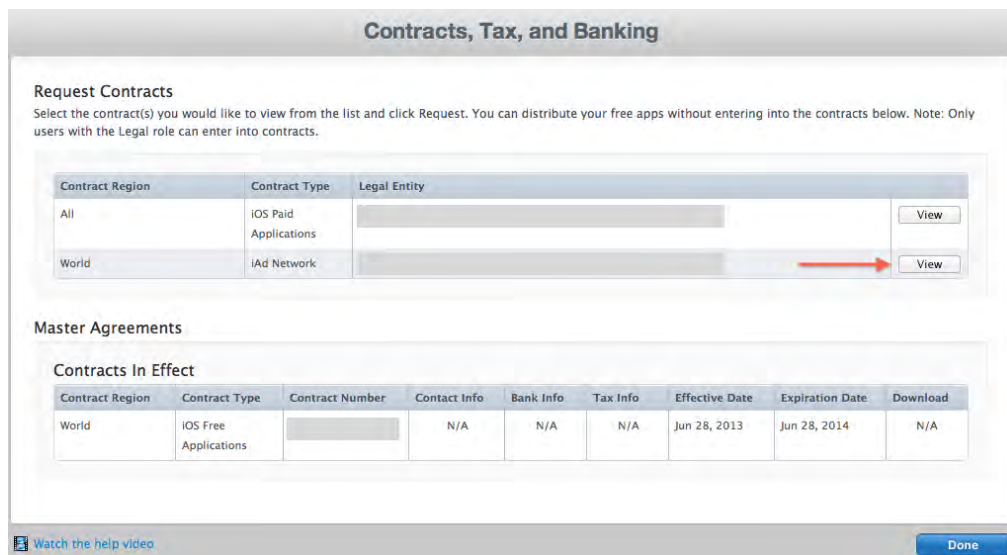 Contracts, Tax, and Banking
Request Contracts
Select the contract(s) you would like to view from the list and click Request. You can distribute your free apps without entering into the contracts below. Note: Only
users with the Legal role can enter into contracts.
Contract Region Contract Type Legal Entity
All iOS Paid Applications View
World iAd Network View
Master Agreements
Contracts In Effect
Contract Region Contract Type Contract Number Contact Info Bank Info Tax Info Effective Date Expiration Date Download
World iOS Free Applications N/A N/A N/A Jun 28, 2013 Jun 28, 2014 N/A
Watch the help video
Done